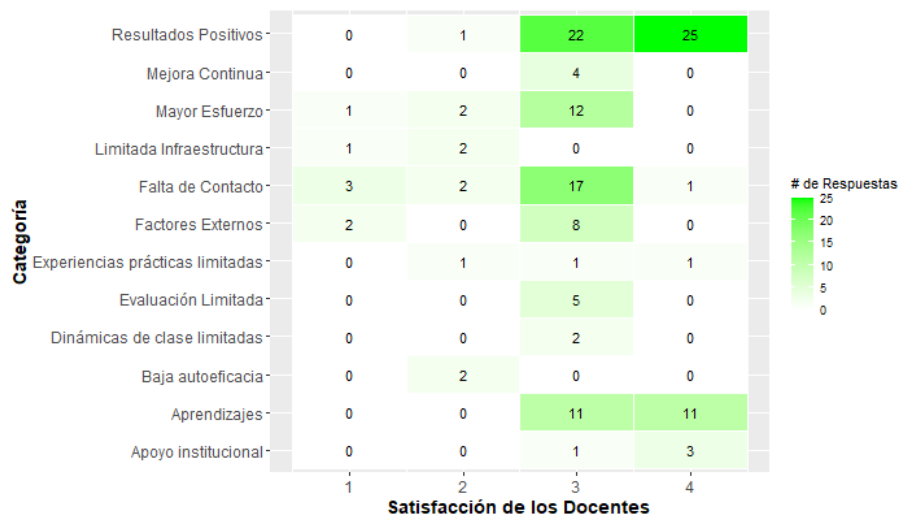 Resultados Positivos 0 1 22 25
Mejora Continua 0 0 4 0
Mayor Esfuerzo 1 2 12 0
Limitada Infraestructura 1 2 0 0
Falta de Contacto 3 2 17 1
Factores Externos 2 0 8 0
Experiencias prácticas limitadas 0 1 1 1
Evaluación Limitada 0 0 5 0
Dinámicas de clase limitadas 0 0 2 0
Baja autoeficacia 0 2 0 0
Aprendizajes 0 0 11 11
Apoyo institucional 0 0 1 3
1 2 3 4
Satisfacción de los Docentes
Categoría
# de Respuestas
25
20
15
10
5
0